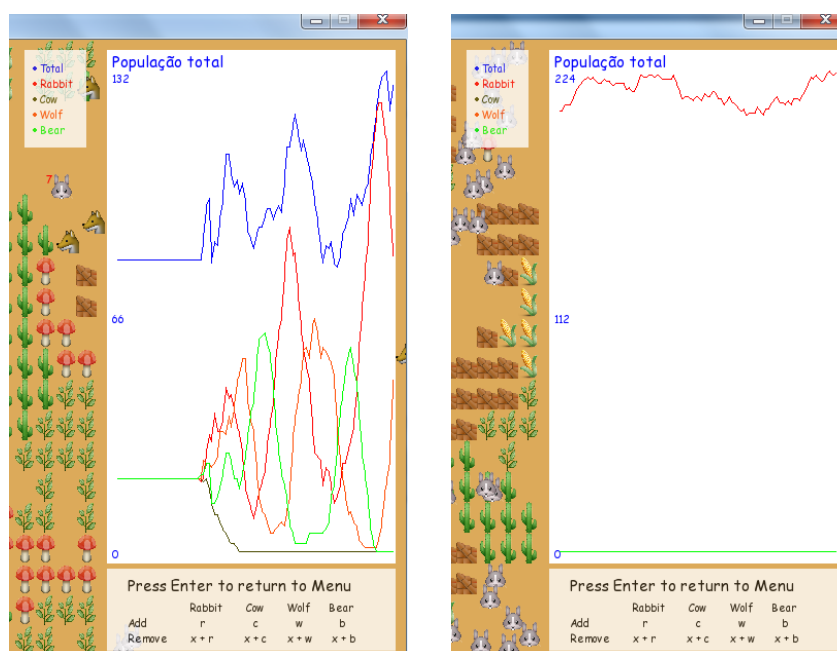 Total
Rabbit
Cow
Wolf
Bear
População total
132
7
66
0
Press Enter to return to Menu
Rabbit Cow Wolf Bear
Add r c w b
Remove x + r x + c x + w x + b
Total
Rabbit
Cow
Wolf
Bear
População total
224
112
0
Press Enter to return to Menu
Rabbit Cow Wolf Bear
Add r c w b
Remove x + r x + c x + w x + b